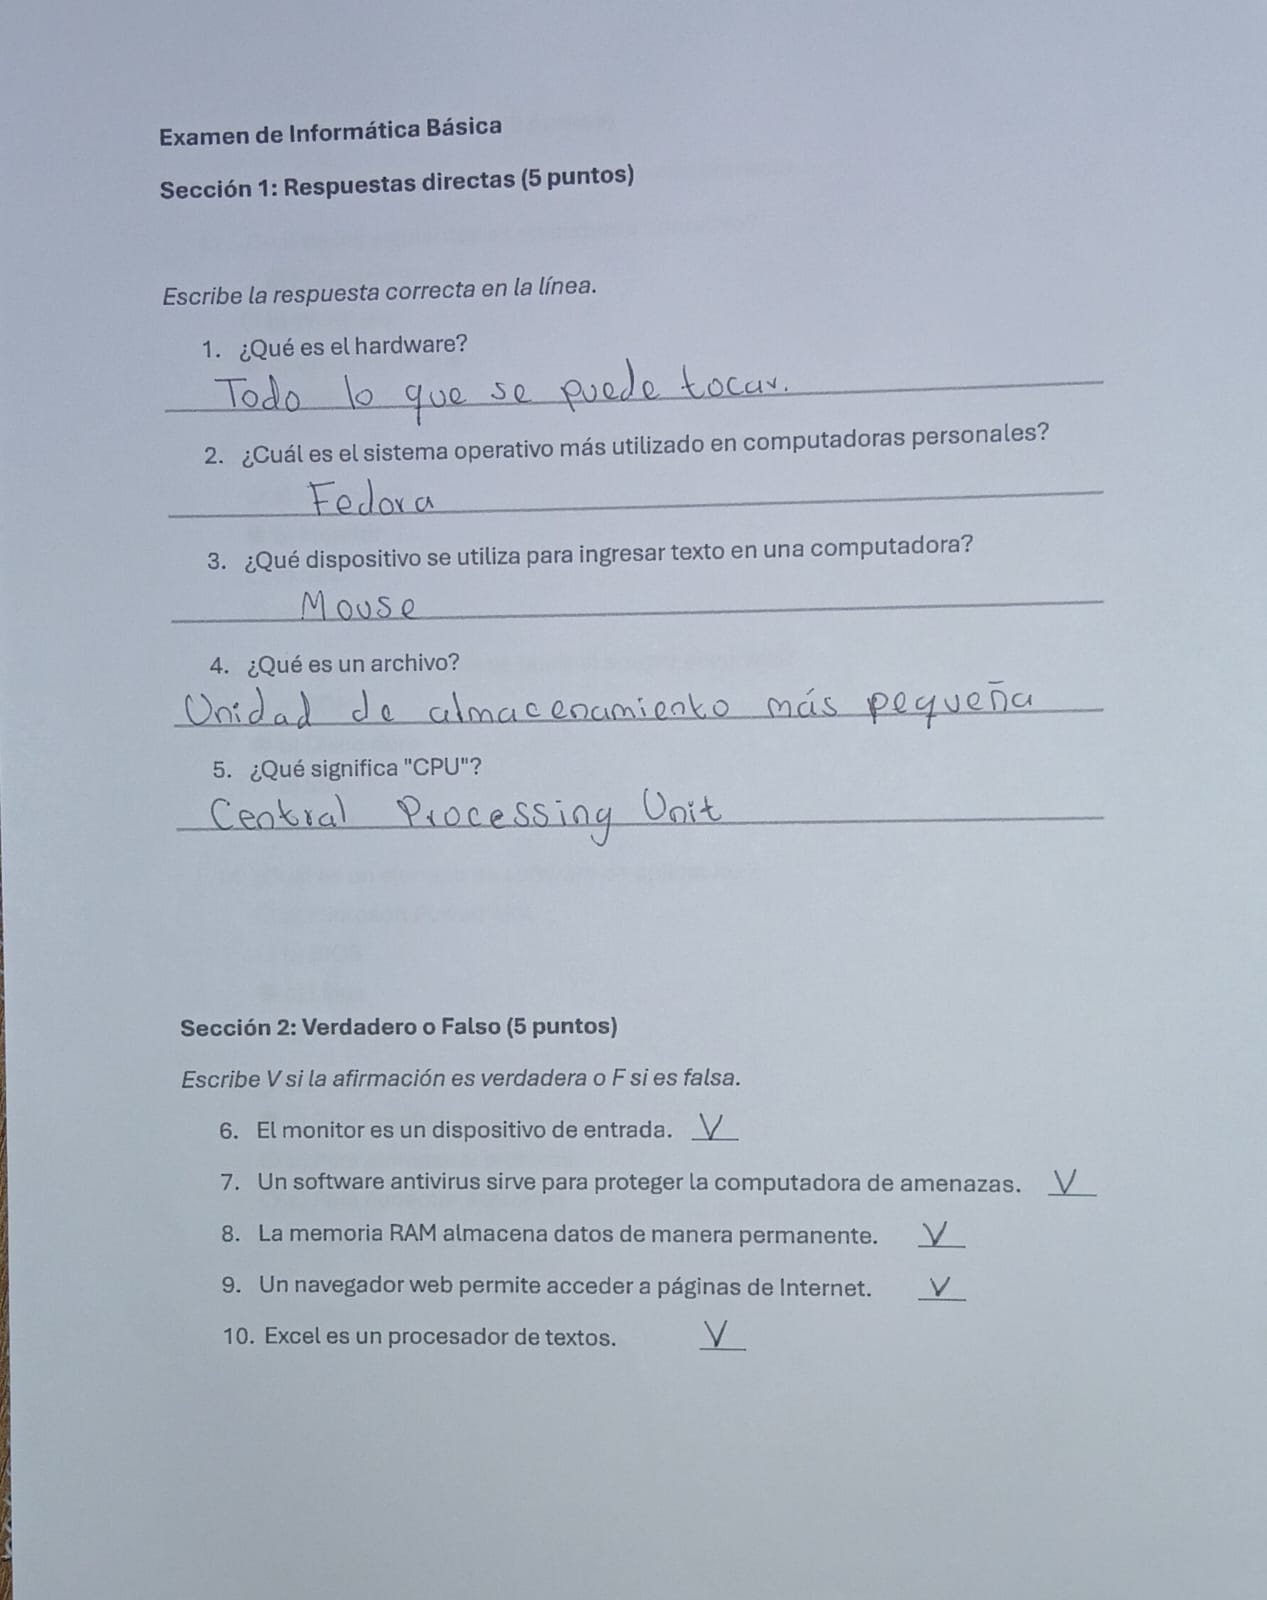 Examen de Informática Básica
Sección 1: Respuestas directas (5 puntos)
Escribe la respuesta correcta en la línea.
1. ¿Qué es el hardware?
Todo lo que se puede tocar.
2. ¿Cuál es el sistema operativo más utilizado en computadoras personales?
Fedora
3. ¿Qué dispositivo se utiliza para ingresar texto en una computadora?
Mouse
4. ¿Qué es un archivo?
Unidad de almacenamiento más pequeña
5. ¿Qué significa "CPU"?
Central Processing Unit
Sección 2: Verdadero o Falso (5 puntos)
Escribe V si la afirmación es verdadera o F si es falsa.
6. El monitor es un dispositivo de entrada. V
7. Un software antivirus sirve para proteger la computadora de amenazas. V
8. La memoria RAM almacena datos de manera permanente. V
9. Un navegador web permite acceder a páginas de Internet. V
10. Excel es un procesador de textos. V